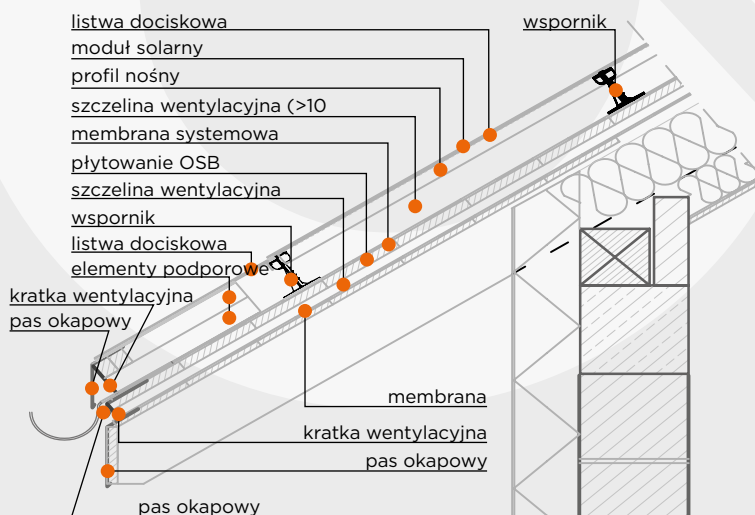 listwa dociskowa
wspornik
moduł solarny
profil nośny
szczelina wentylacyjna (>10
membrana systemowa
płytowanie OSB
szczelina wentylacyjna
wspornik
listwa dociskowa
elementy podporowe
kratka wentylacyjna
pas okapowy
membrana
kratka wentylacyjna
pas okapowy
pas okapowy